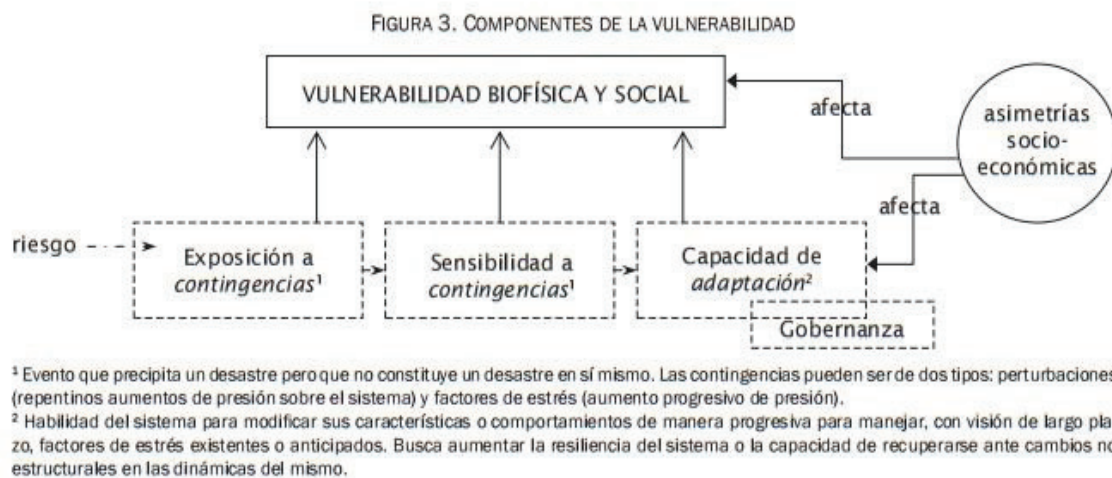 FIGURA 3. COMPONENTES DE LA VULNERABILIDAD
VULNERABILIDAD BIOFÍSICA Y SOCIAL
afecta
asimetrías
socio-
económicas
afecta
riesgo
Exposición a
contingencias¹
Sensibilidad a
contingencias¹
Capacidad de
adaptación²
Gobernanza
¹ Evento que precipita un desastre pero que no constituye un desastre en sí mismo. Las contingencias pueden ser de dos tipos: perturbaciones
(repentinos aumentos de presión sobre el sistema) y factores de estrés (aumento progresivo de presión).
² Habilidad del sistema para modificar sus características o comportamientos de manera progresiva para manejar, con visión de largo pla-
zo, factores de estrés existentes o anticipados. Busca aumentar la resiliencia del sistema o la capacidad de recuperarse ante cambios no
estructurales en las dinámicas del mismo.